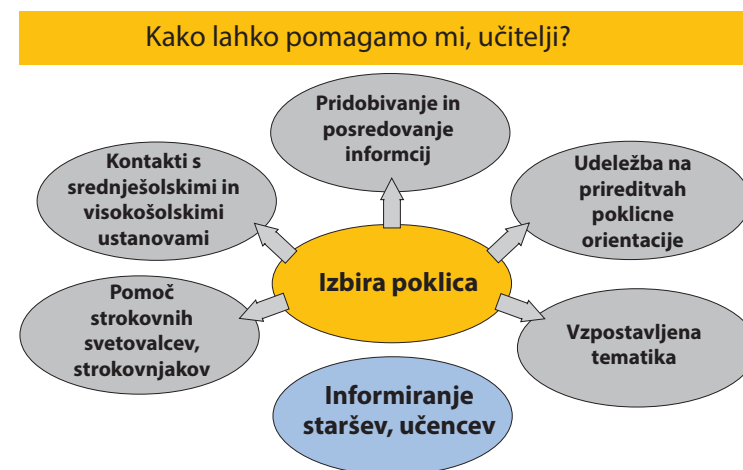 Kako lahko pomagamo mi, učitelji?
Pridobivanje in
posredovanje
informcij
Kontakti s
srednješolskimi in
visokošolskimi
ustanovami
Udeležba na
prireditvah
poklicne
orientacije
Izbira poklica
Pomoč
strokovnih
svetovalcev,
strokovnjakov
Vzpostavljena
tematika
Informiranje
staršev, učencev